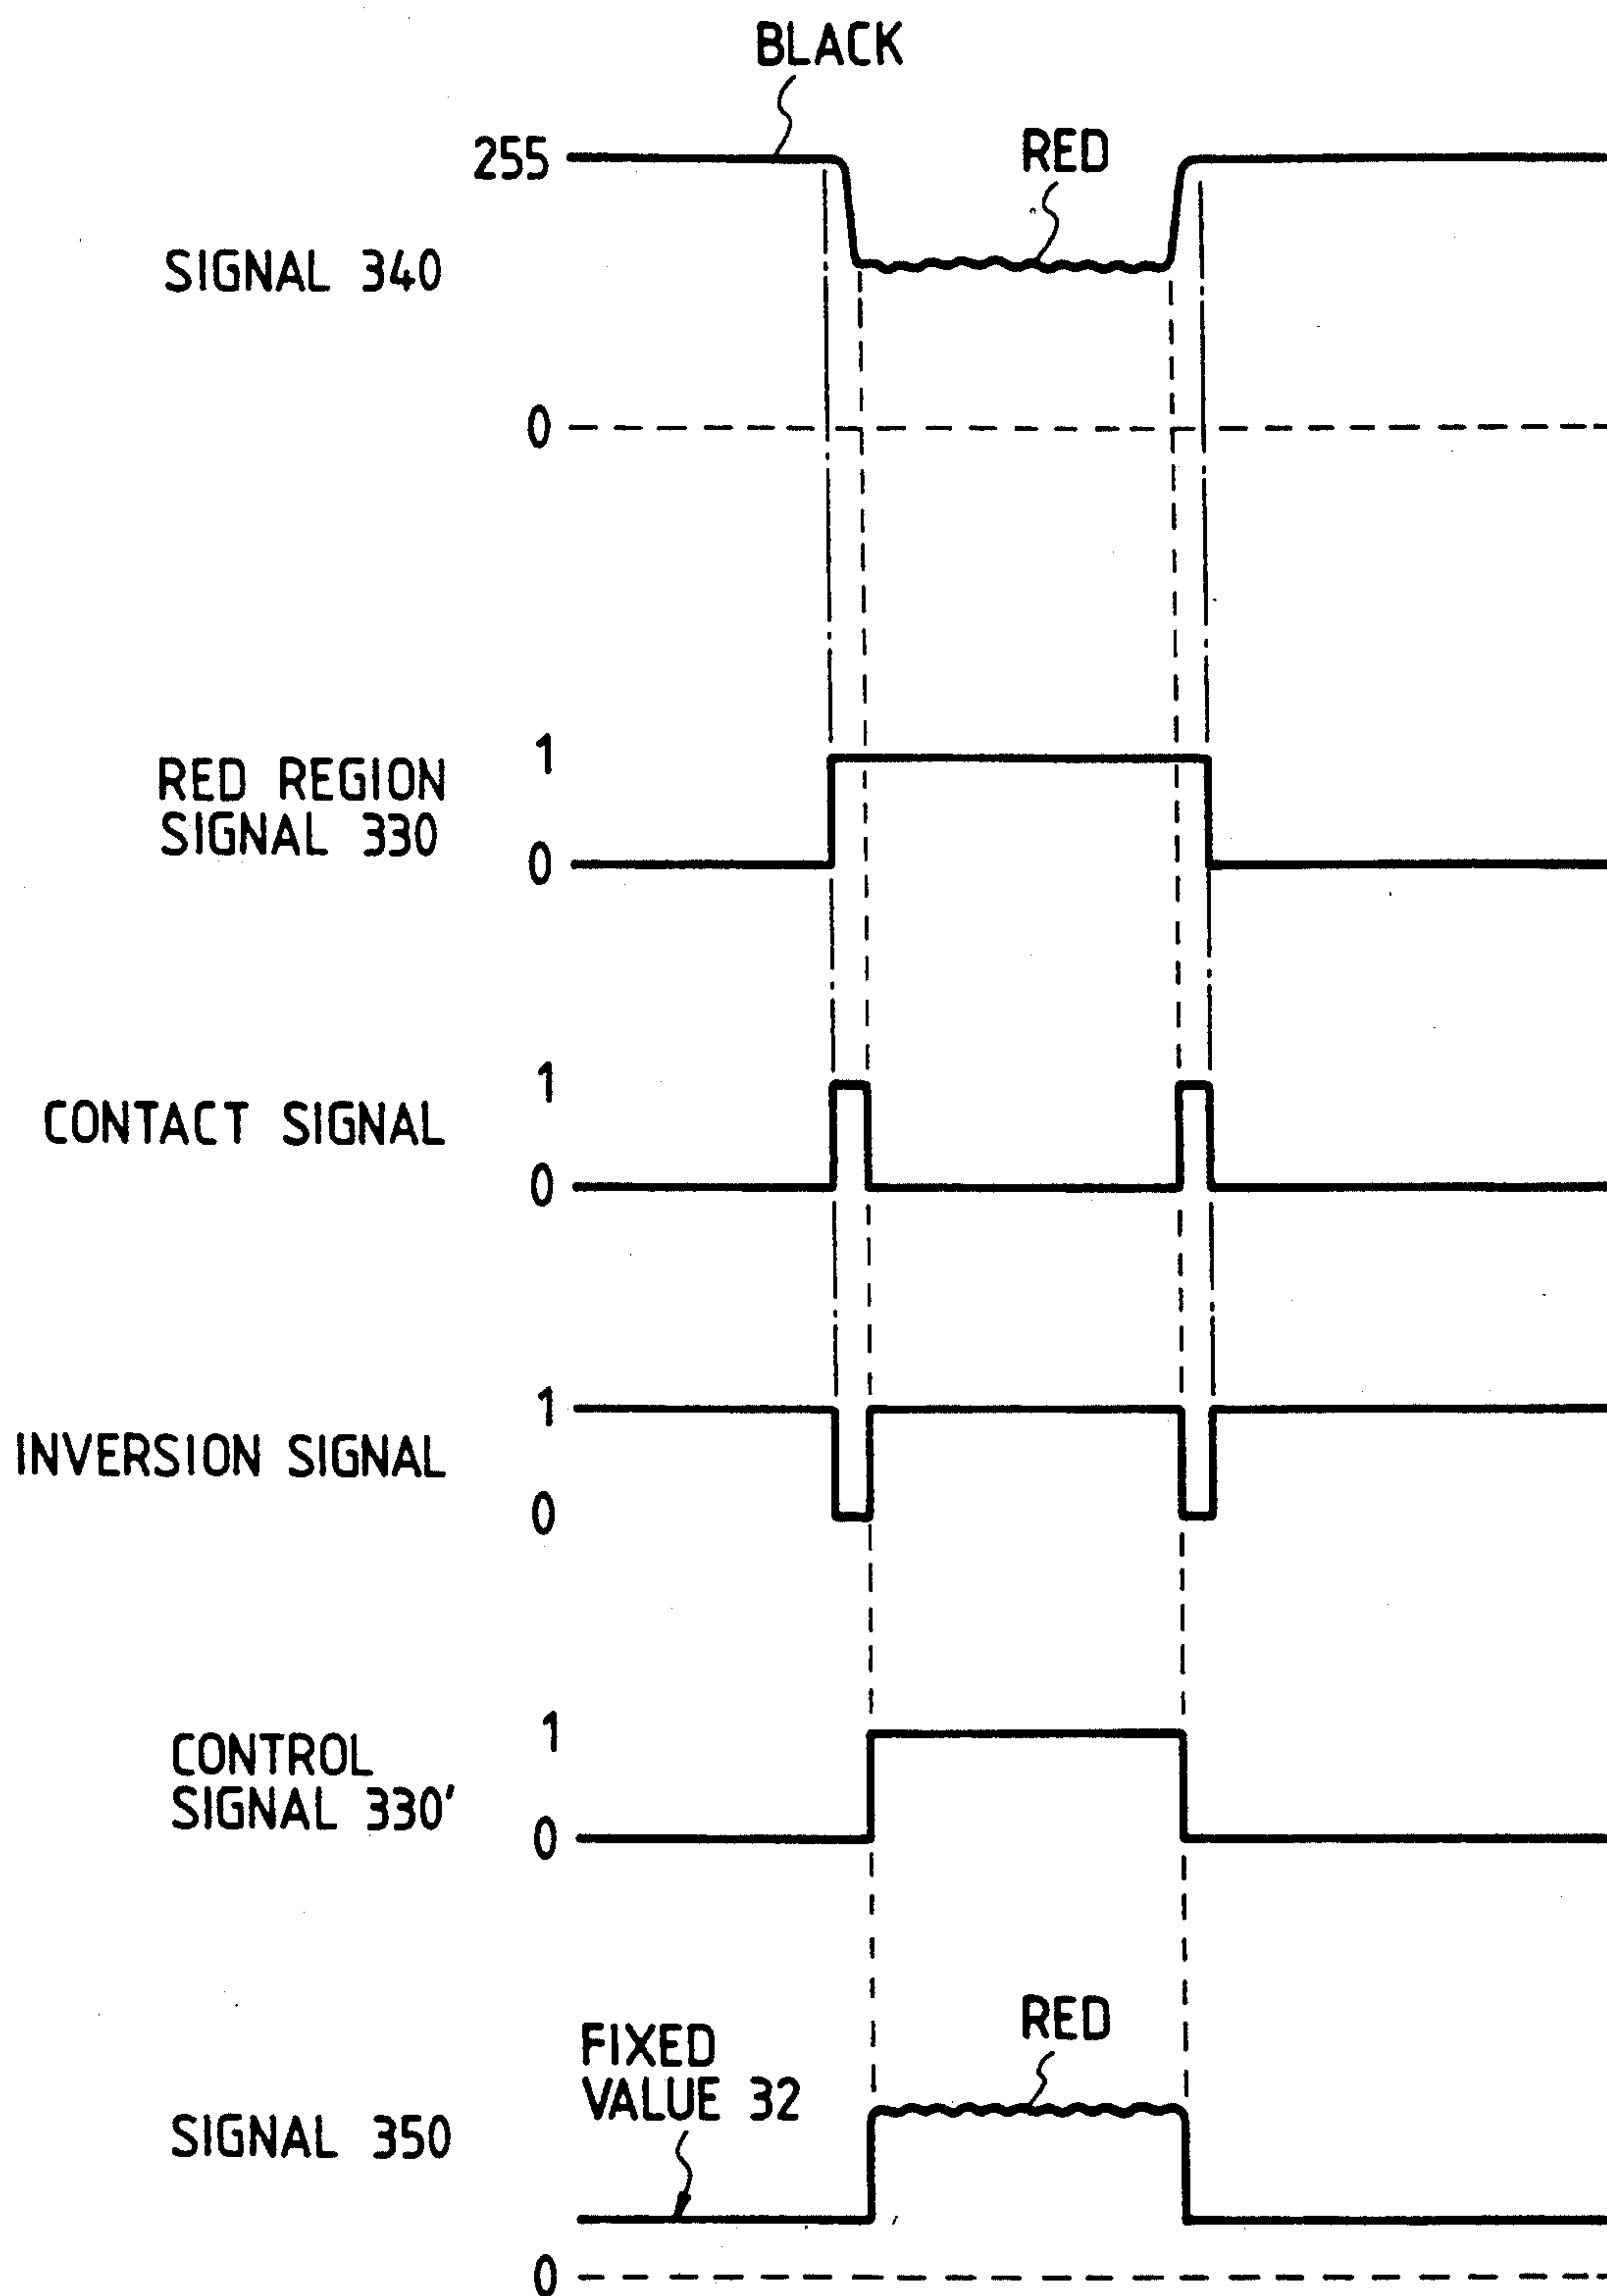 BLACK
255
RED
SIGNAL 340
0
1
RED REGION
SIGNAL 330
0
1
CONTACT SIGNAL
0
1
INVERSION SIGNAL
0
1
CONTROL
SIGNAL 330'
0
RED
FIXED
VALUE 32
SIGNAL 350
0